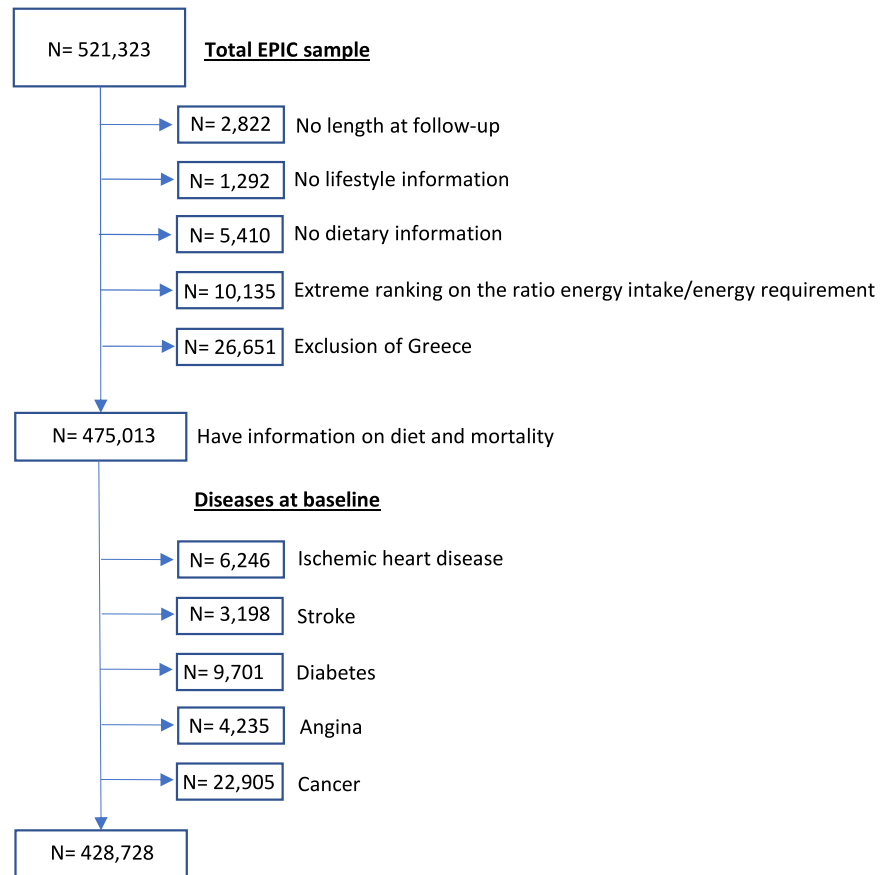 N= 521,323 Total EPIC sample
N= 2,822 No length at follow-up
N= 1,292 No lifestyle information
N= 5,410 No dietary information
N= 10,135 Extreme ranking on the ratio energy intake/energy requirement
N= 26,651 Exclusion of Greece
N= 475,013 Have information on diet and mortality
Diseases at baseline
N= 6,246 Ischemic heart disease
N= 3,198 Stroke
N= 9,701 Diabetes
N= 4,235 Angina
N= 22,905 Cancer
N= 428,728